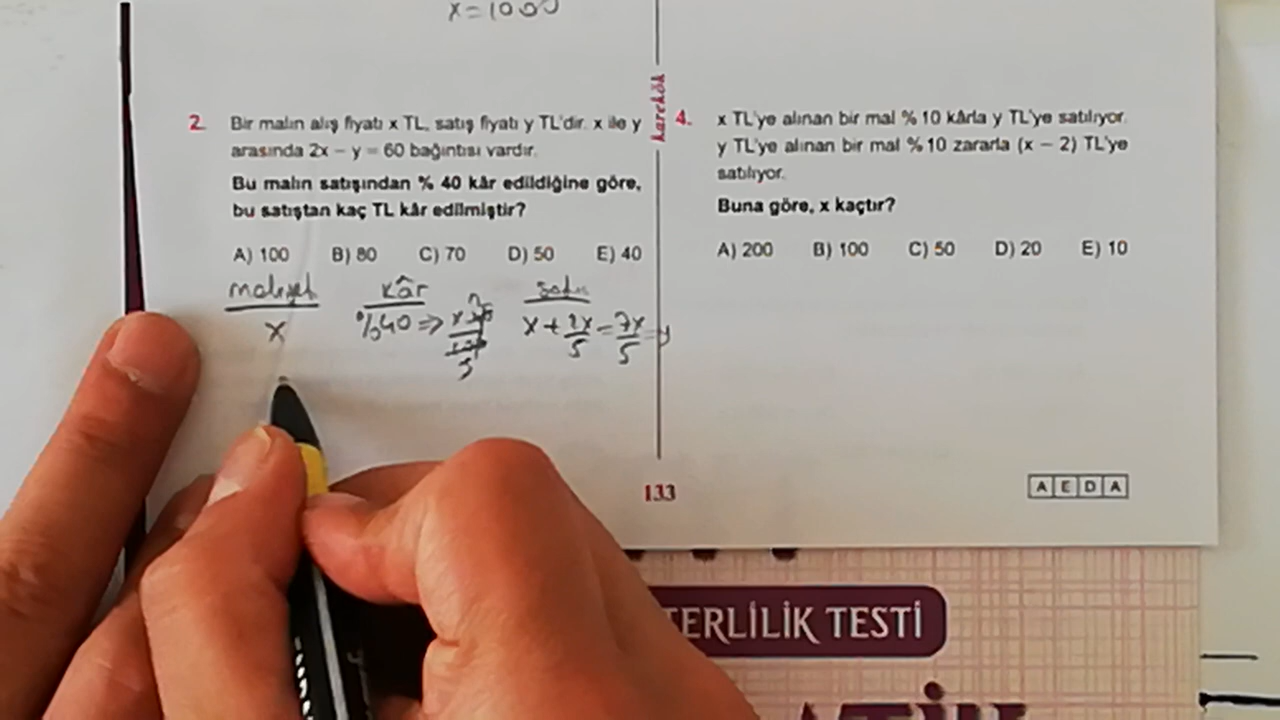 x = 1000
2. Bir malın alış fiyatı x TL, satış fiyatı y TL'dir. x ile y
arasında 2x – y = 60 bağıntısı vardır.
Bu malın satışından % 40 kâr edildiğine göre,
bu satıştan kaç TL kâr edilmiştir?
A) 100 B) 80 C) 70 D) 50 E) 40
maliyet kâr satış
x %40 ⇒ x + 2x/5 = 7x/5 = y
karekök
4. x TL'ye alınan bir mal % 10 kârla y TL'ye satılıyor.
y TL'ye alınan bir mal % 10 zararla (x – 2) TL'ye
satılıyor.
Buna göre, x kaçtır?
A) 200 B) 100 C) 50 D) 20 E) 10
133
A E D A
TERLİLİK TESTİ